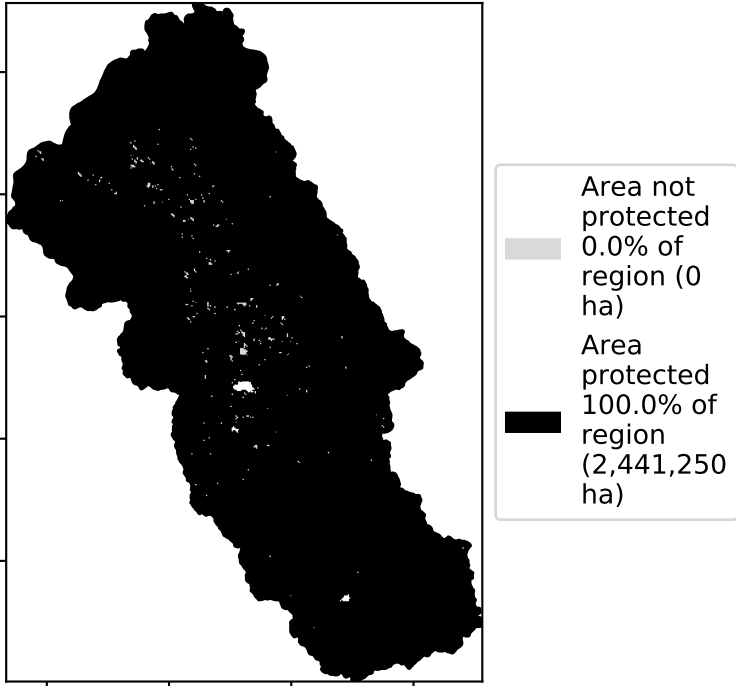 Area not
protected
0.0% of
region (0
ha)
Area
protected
100.0% of
region
(2,441,250
ha)